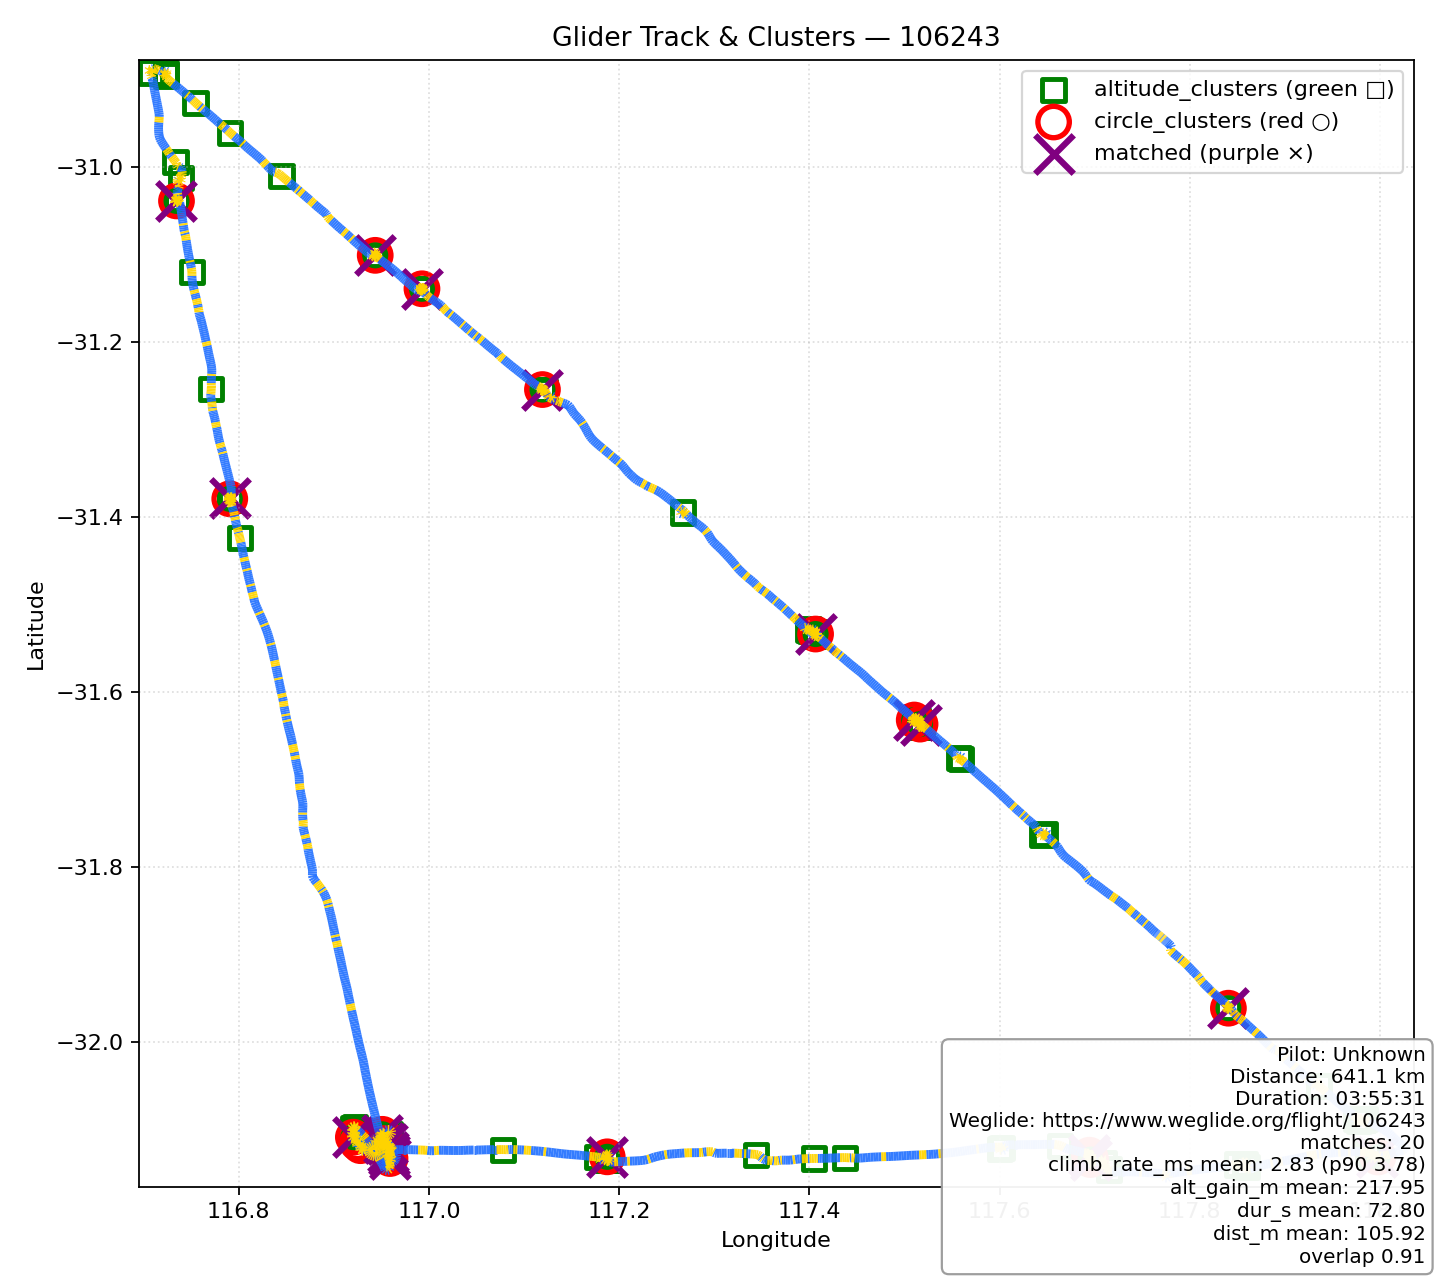 Glider Track & Clusters — 106243
altitude_clusters (green □)
circle_clusters (red ○)
matched (purple ×)
Latitude
−31.0
−31.2
−31.4
−31.6
−31.8
−32.0
116.8
117.0
117.2
117.4
117.6
117.8
Longitude
Pilot: Unknown
Distance: 641.1 km
Duration: 03:55:31
Weglide: https://www.weglide.org/flight/106243
matches: 20
climb_rate_ms mean: 2.83 (p90 3.78)
alt_gain_m mean: 217.95
dur_s mean: 72.80
dist_m mean: 105.92
overlap 0.91